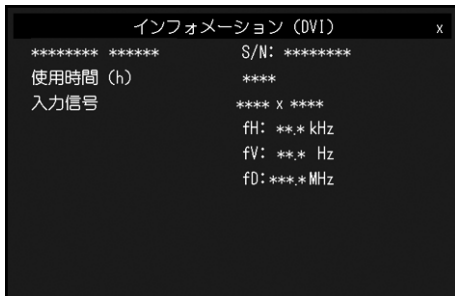 インフォメーション (DVI) x
******** ****** S/N: ********
使用時間 (h) ****
入力信号 **** x ****
fH: **.* kHz
fV: **.* Hz
fD: ***.* MHz